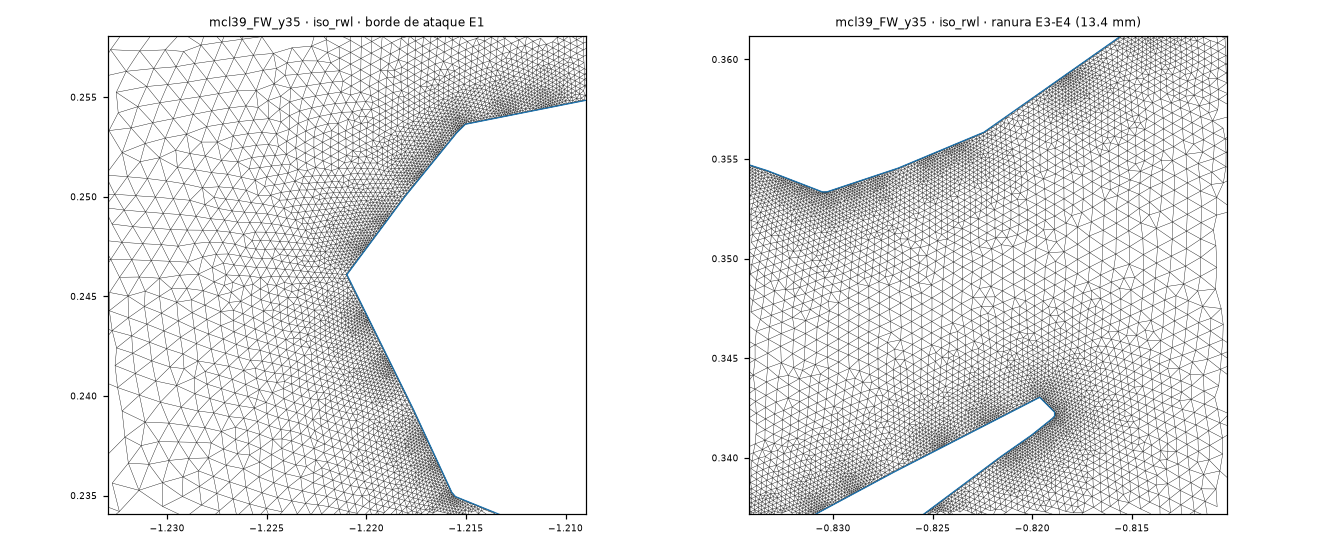 mcl39_FW_y35 · iso_rwl · borde de ataque E1
0.255
0.250
0.245
0.240
0.235
−1.230 −1.225 −1.220 −1.215 −1.210
mcl39_FW_y35 · iso_rwl · ranura E3-E4 (13.4 mm)
0.360
0.355
0.350
0.345
0.340
−0.830 −0.825 −0.820 −0.815